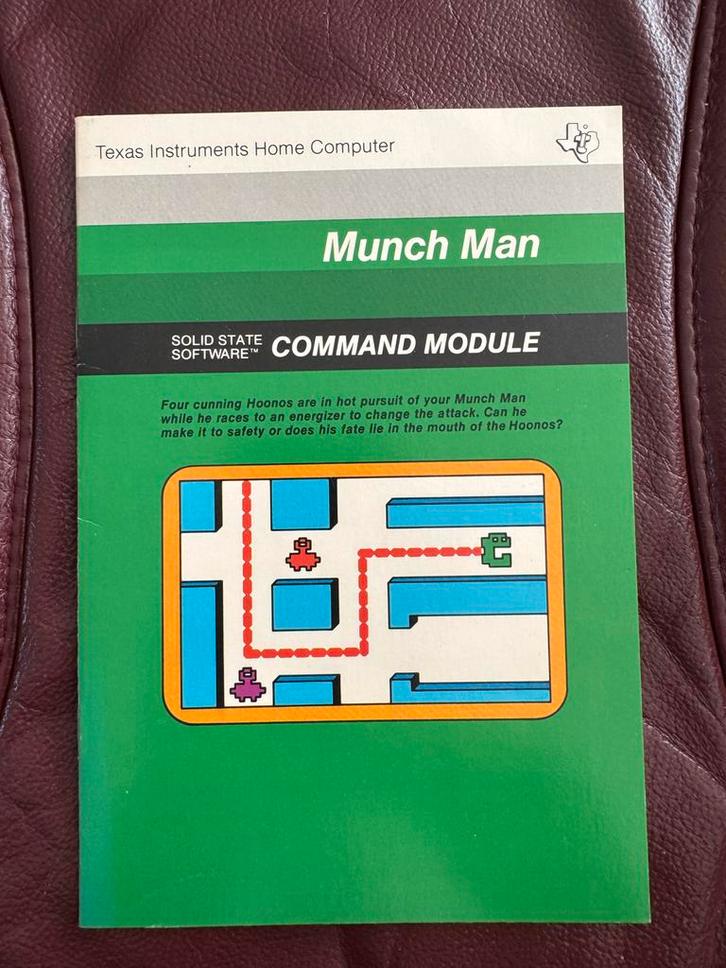 Texas Instruments Home Computer
Munch Man
SOLID STATE
SOFTWARE™ COMMAND MODULE
Four cunning Hoonos are in hot pursuit of your Munch Man
while he races to an energizer to change the attack. Can he
make it to safety or does his fate lie in the mouth of the Hoonos?